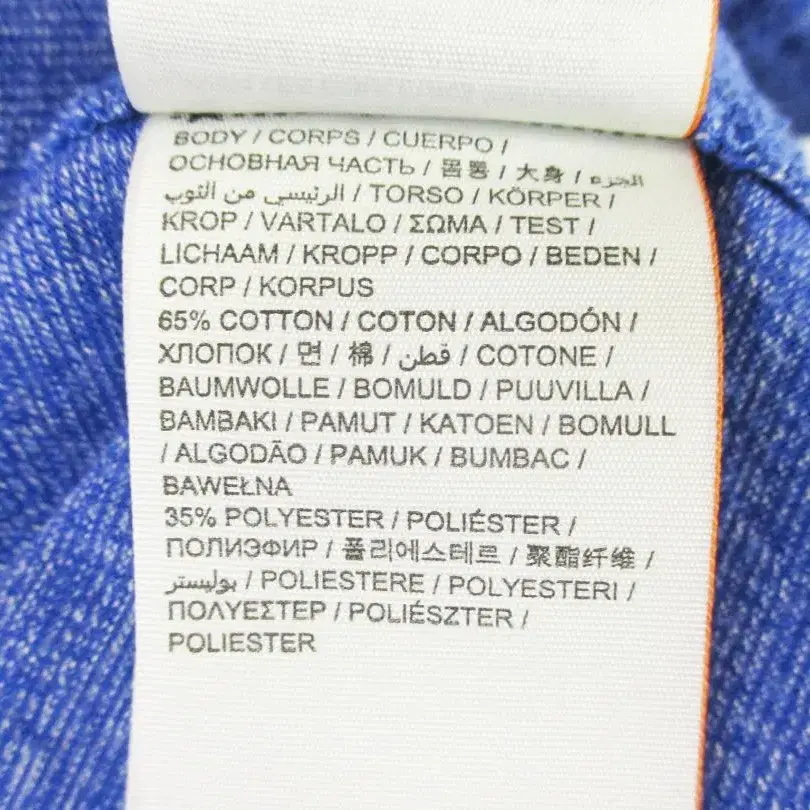 BODY / CORPS / CUERPO /
ОСНОВНАЯ ЧАСТЬ / 몸통 / 大身 / الجزء
الرئيسي من الثوب / TORSO / KÖRPER /
KROP / VARTALO / ΣΩΜΑ / TEST /
LICHAAM / KROPP / CORPO / BEDEN /
CORP / KORPUS
65% COTTON / COTON / ALGODÓN /
ХЛОПОК / 면 / 棉 / قطن / COTONE /
BAUMWOLLE / BOMULD / PUUVILLA /
BAMBAKI / PAMUT / KATOEN / BOMULL
/ ALGODÃO / PAMUK / BUMBAC /
BAWEŁNA
35% POLYESTER / POLIÉSTER /
ПОЛИЭФИР / 폴리에스테르 / 聚酯纤维 /
بوليستر / POLIESTERE / POLYESTERI /
ΠΟΛΥΕΣΤΕΡ / POLIÉSZTER /
POLIESTER